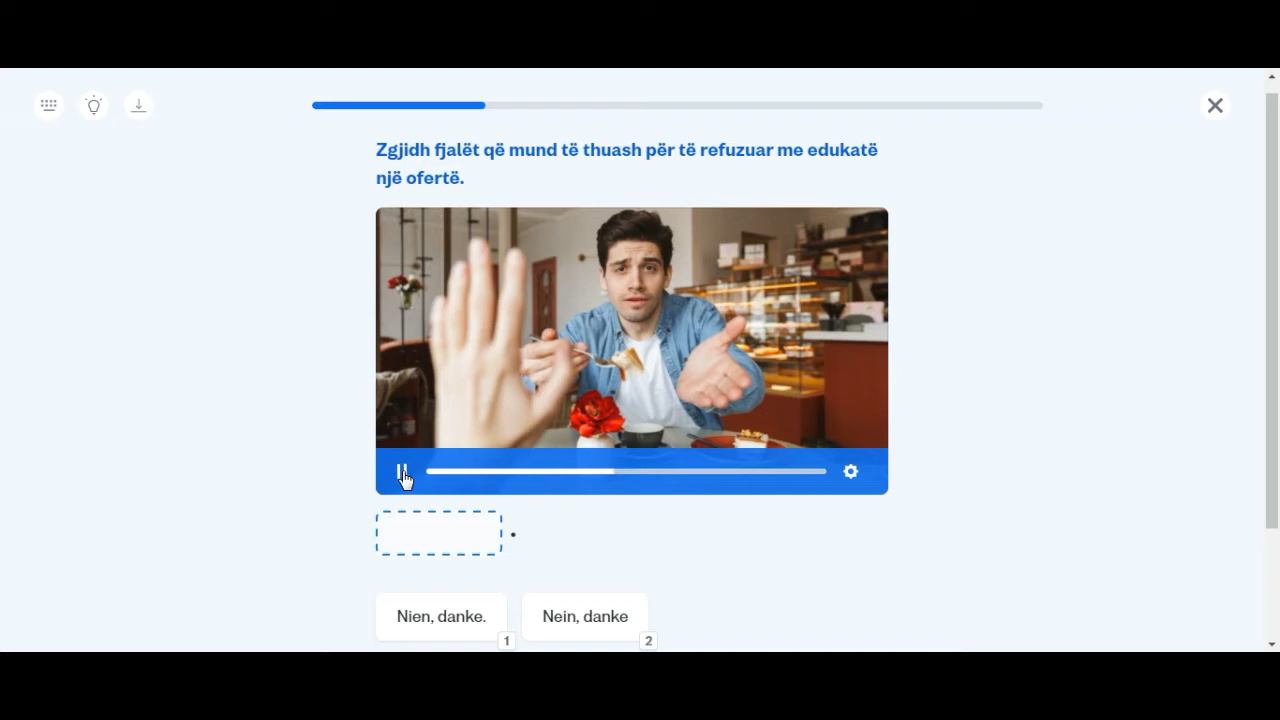 Zgjidh fjalët që mund të thuash për të refuzuar me edukatë
një ofertë.
.
Nien, danke.
Nein, danke
1
2